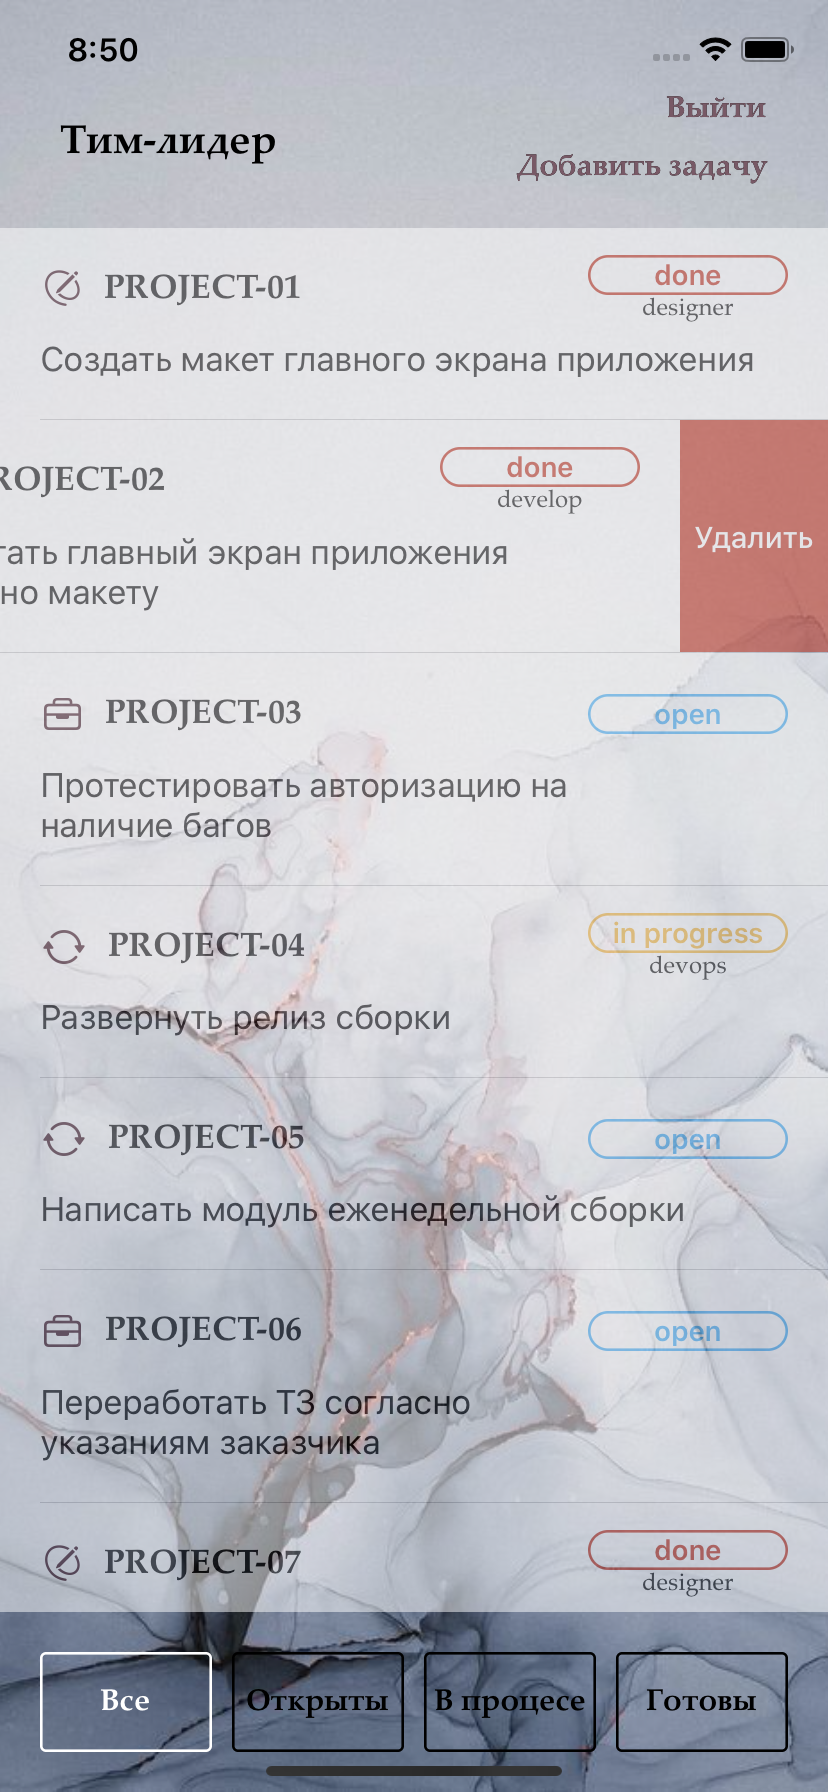 8:50
Выйти
Тим-лидер
Добавить задачу
PROJECT-01
done
designer
Создать макет главного экрана приложения
ROJECT-02
done
develop
Удалить
тать главный экран приложения
но макету
PROJECT-03
open
Протестировать авторизацию на
наличие багов
PROJECT-04
in progress
devops
Развернуть релиз сборки
PROJECT-05
open
Написать модуль еженедельной сборки
PROJECT-06
open
Переработать ТЗ согласно
указаниям заказчика
PROJECT-07
done
designer
Все
Открыты
В процесе
Готовы